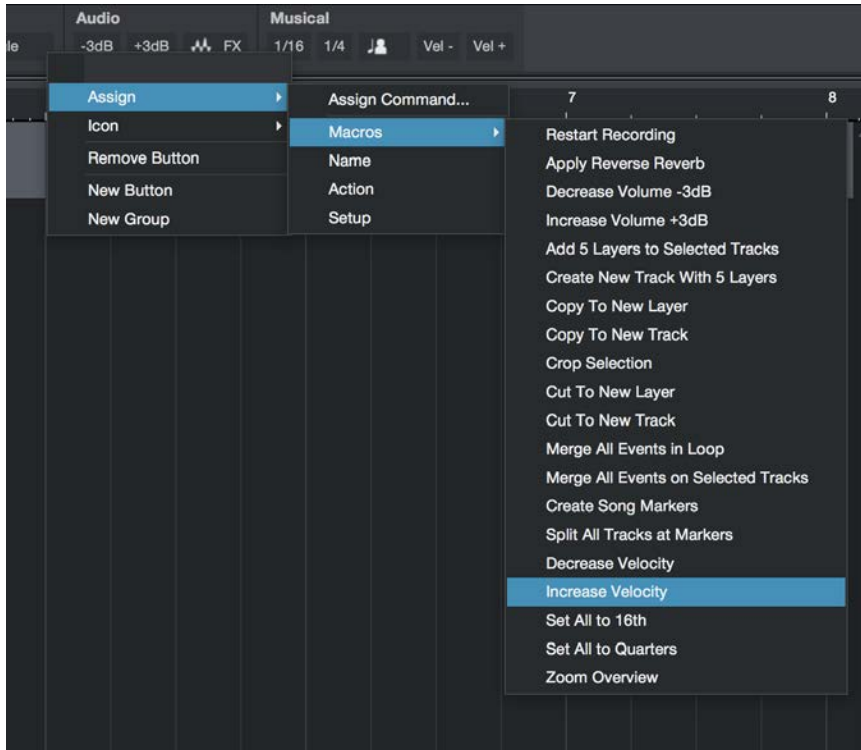 Audio
Musical
le
-3dB +3dB FX
1/16 1/4 Vel - Vel +
7
8
Assign
Icon
Remove Button
New Button
New Group
Assign Command...
Macros
Name
Action
Setup
Restart Recording
Apply Reverse Reverb
Decrease Volume -3dB
Increase Volume +3dB
Add 5 Layers to Selected Tracks
Create New Track With 5 Layers
Copy To New Layer
Copy To New Track
Crop Selection
Cut To New Layer
Cut To New Track
Merge All Events in Loop
Merge All Events on Selected Tracks
Create Song Markers
Split All Tracks at Markers
Decrease Velocity
Increase Velocity
Set All to 16th
Set All to Quarters
Zoom Overview